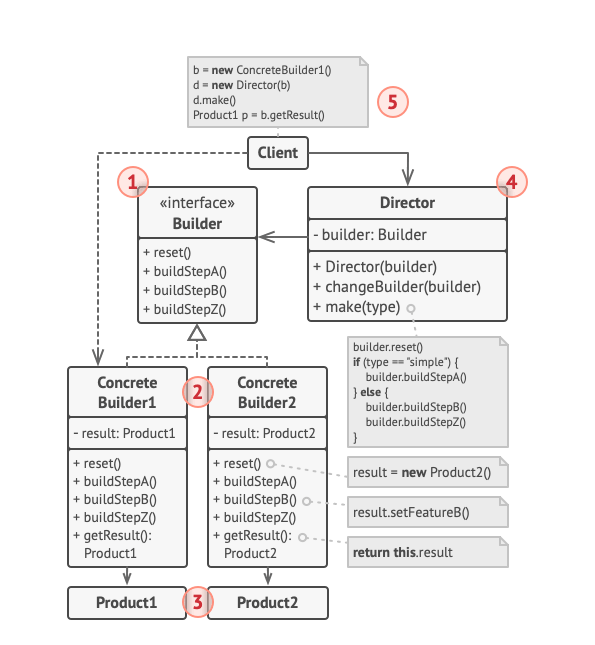 b = new ConcreteBuilder1()
d = new Director(b)
d.make()
Product1 p = b.getResult()
5
Client
1
«interface»
Builder
+ reset()
+ buildStepA()
+ buildStepB()
+ buildStepZ()
4
Director
- builder: Builder
+ Director(builder)
+ changeBuilder(builder)
+ make(type)
builder.reset()
if (type == "simple") {
builder.buildStepA()
} else {
builder.buildStepB()
builder.buildStepZ()
}
Concrete
Builder1
- result: Product1
+ reset()
+ buildStepA()
+ buildStepB()
+ buildStepZ()
+ getResult():
Product1
2
Concrete
Builder2
- result: Product2
+ reset()
+ buildStepA()
+ buildStepB()
+ buildStepZ()
+ getResult():
Product2
result = new Product2()
result.setFeatureB()
return this.result
Product1
3
Product2